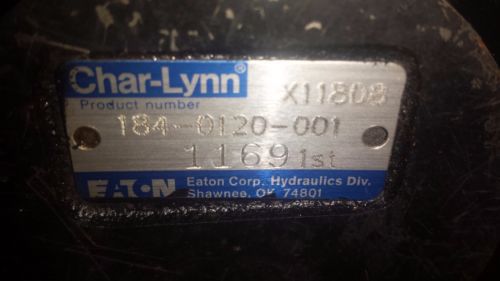 Char-Lynn®
X11808
Product number
184-0120-001
1169 1st
EATON Eaton Corp. Hydraulics Div.
Shawnee, OK 74801